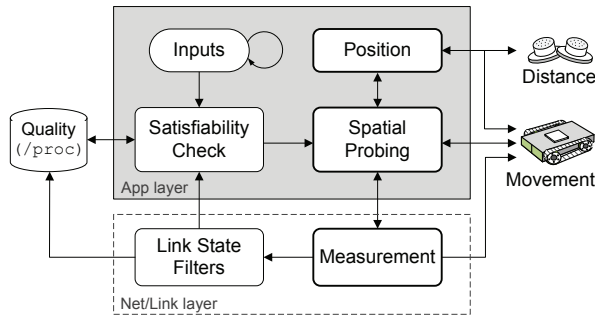 Inputs
Position
Distance
Quality
(/proc)
Satisfiability
Check
Spatial
Probing
Movement
App layer
Link State
Filters
Measurement
Net/Link layer